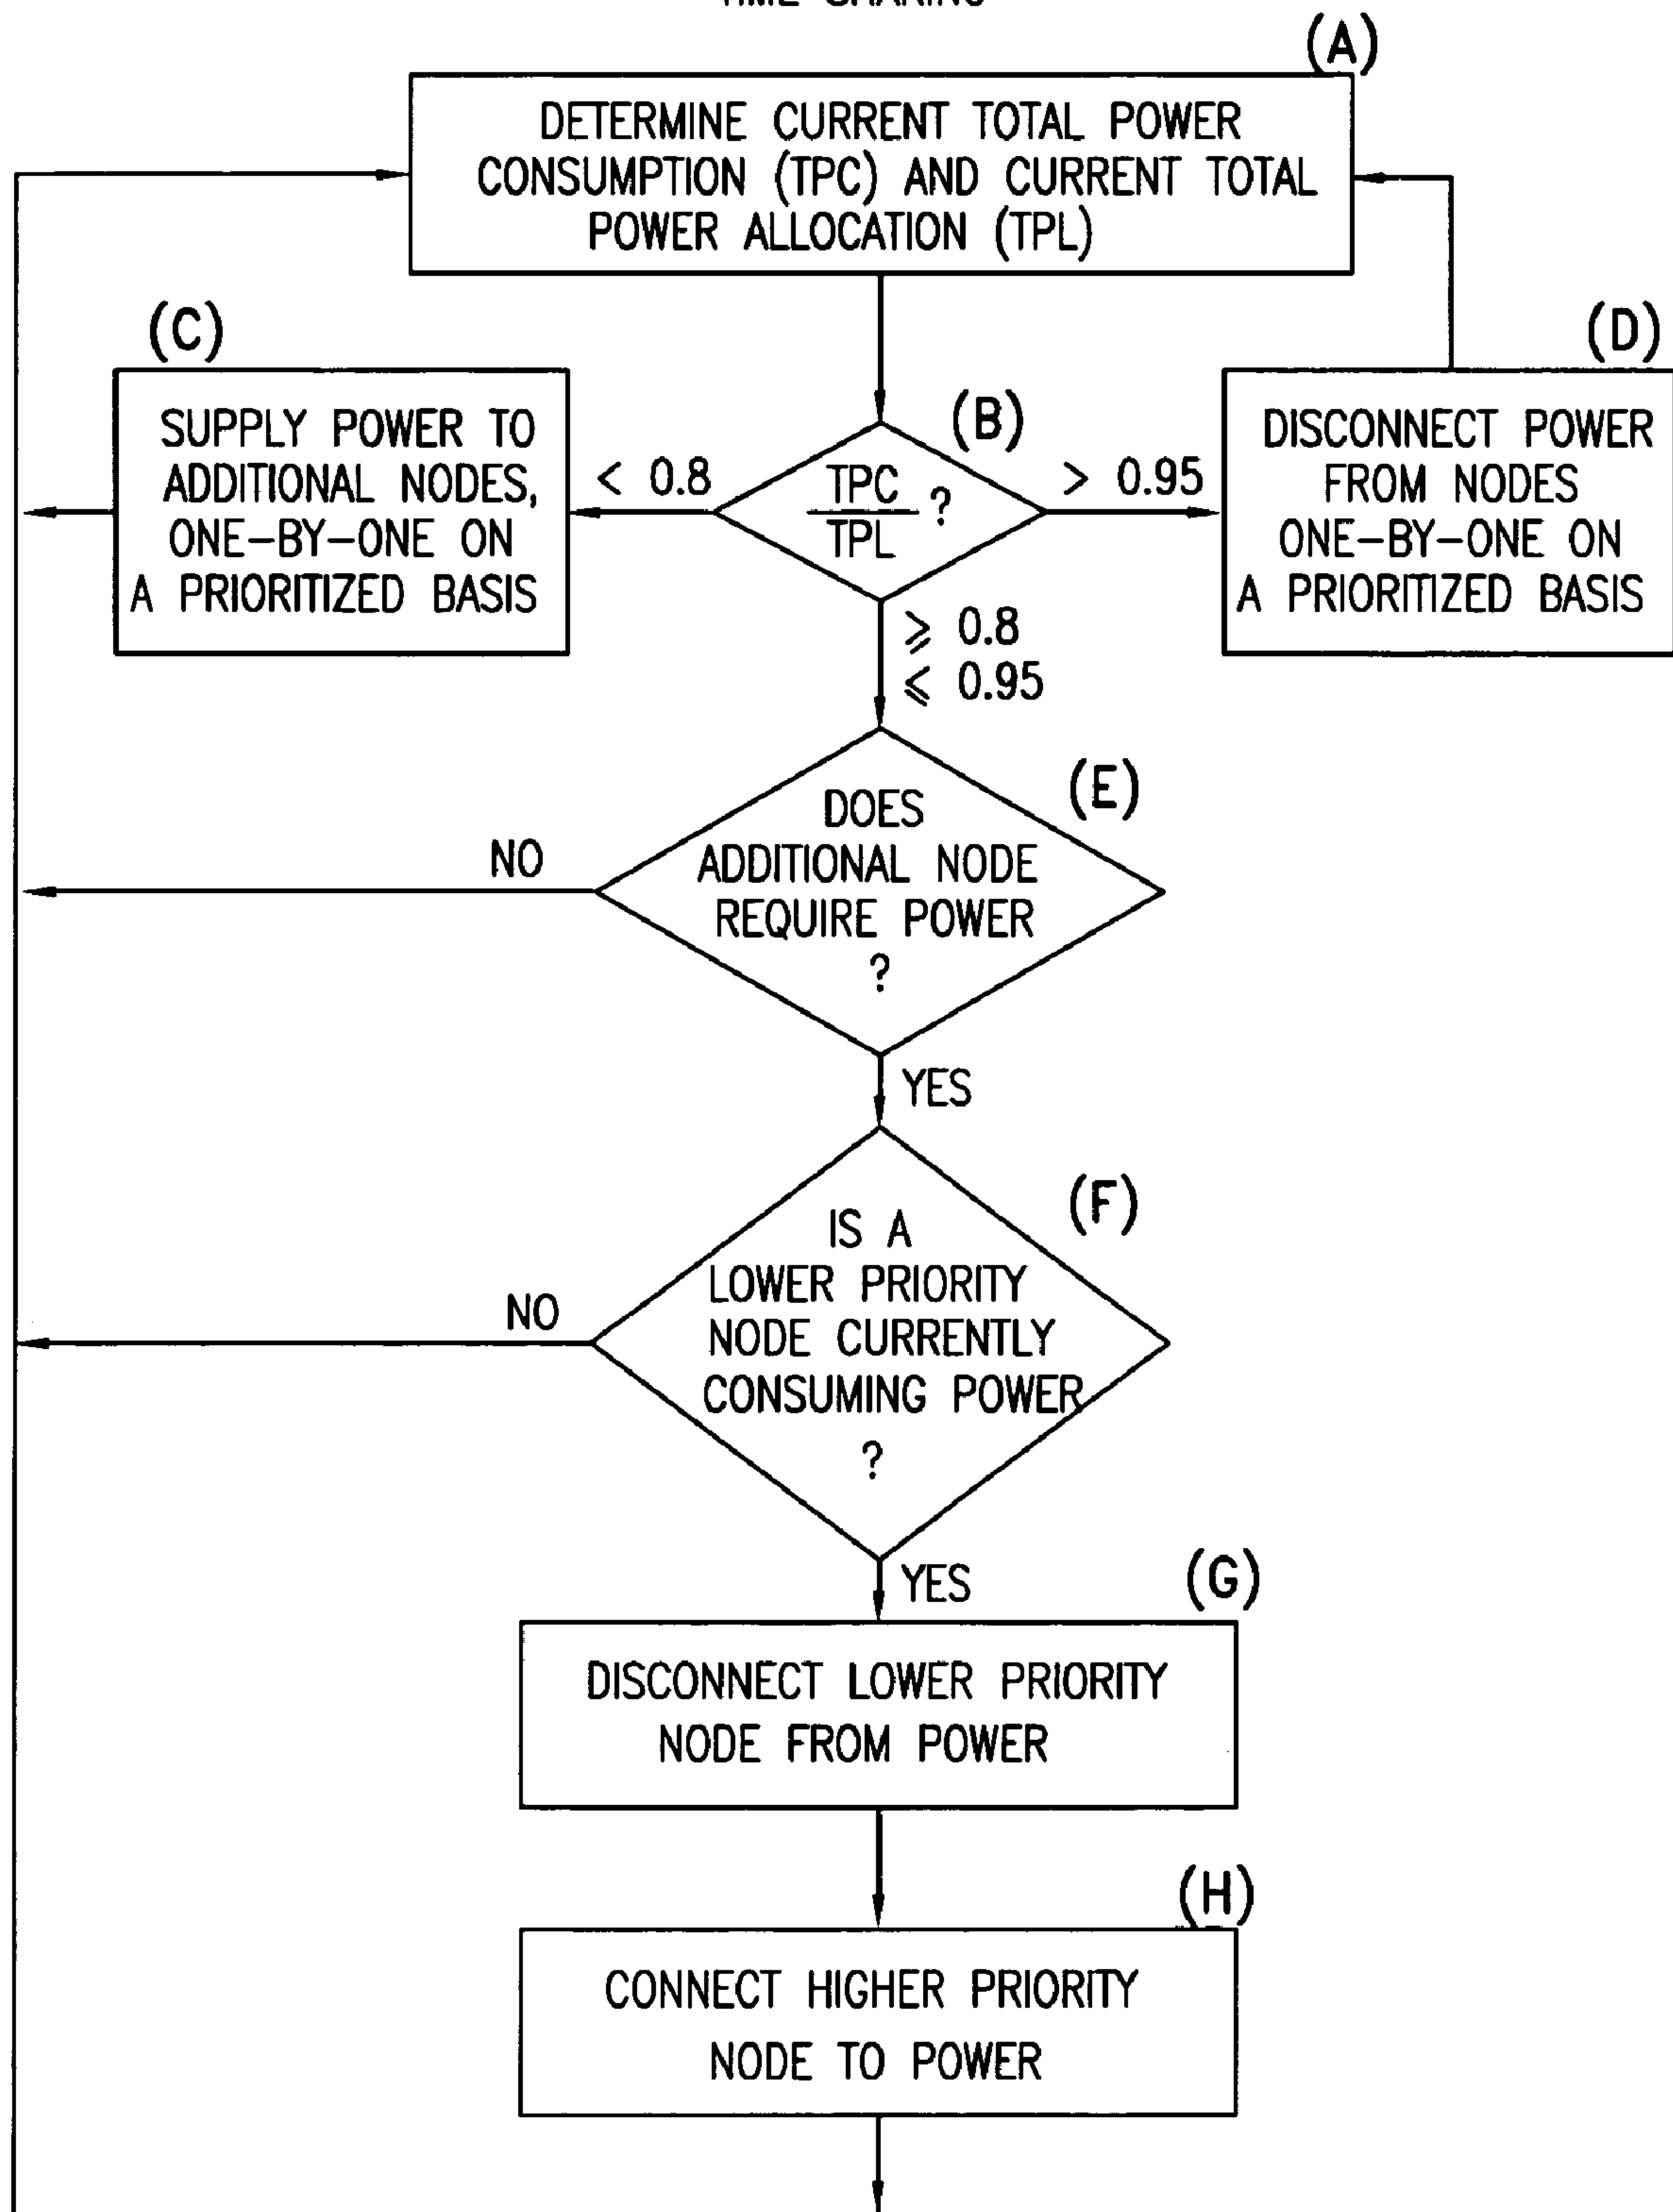 (A)
DETERMINE CURRENT TOTAL POWER
CONSUMPTION (TPC) AND CURRENT TOTAL
POWER ALLOCATION (TPL)
(C)
SUPPLY POWER TO
ADDITIONAL NODES,
ONE-BY-ONE ON
A PRIORITIZED BASIS
< 0.8
(B)
TPC
TPL
?
> 0.95
(D)
DISCONNECT POWER
FROM NODES
ONE-BY-ONE ON
A PRIORITIZED BASIS
⩾ 0.8
⩽ 0.95
(E)
DOES
ADDITIONAL NODE
REQUIRE POWER
?
NO
YES
(F)
IS A
LOWER PRIORITY
NODE CURRENTLY
CONSUMING POWER
?
NO
YES
(G)
DISCONNECT LOWER PRIORITY
NODE FROM POWER
(H)
CONNECT HIGHER PRIORITY
NODE TO POWER